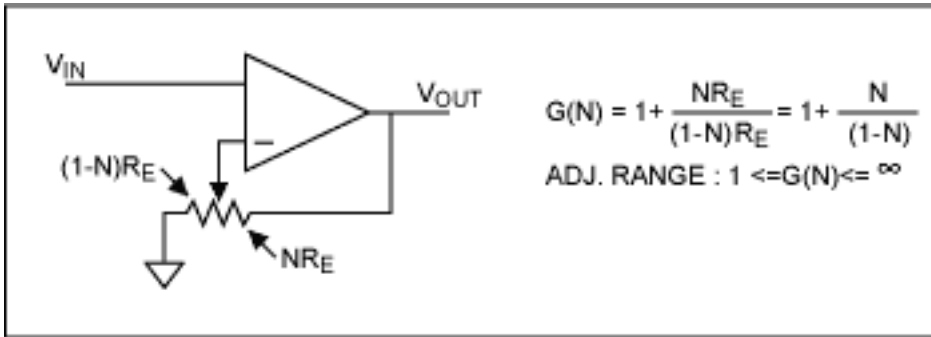 V_IN
V_OUT
(1-N)R_E
NR_E
G(N) = 1+ NR_E / (1-N)R_E = 1+ N / (1-N)
ADJ. RANGE : 1 <=G(N)<= ∞